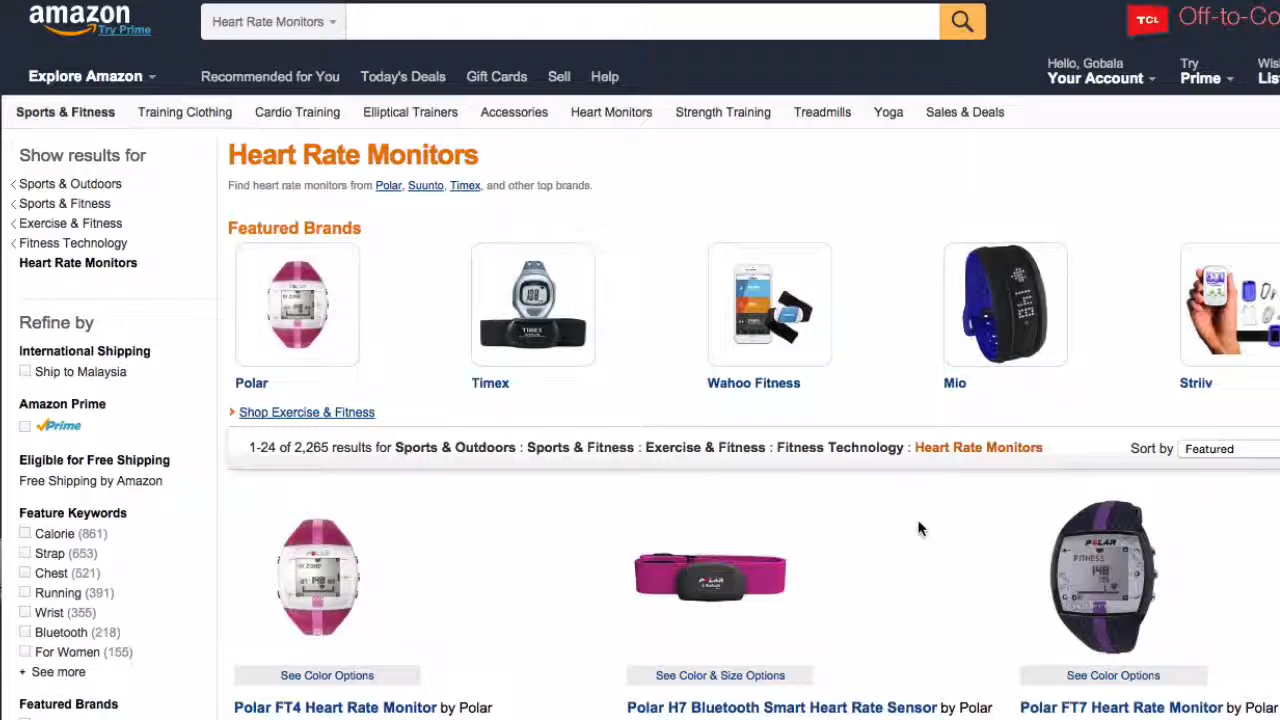 amazon
Try Prime
Heart Rate Monitors
TCL Off-to-Co
Explore Amazon
Recommended for You
Today's Deals
Gift Cards
Sell
Help
Hello, Gobala
Your Account
Try
Prime
Wis
Lis
Sports & Fitness
Training Clothing
Cardio Training
Elliptical Trainers
Accessories
Heart Monitors
Strength Training
Treadmills
Yoga
Sales & Deals
Show results for
Sports & Outdoors
Sports & Fitness
Exercise & Fitness
Fitness Technology
Heart Rate Monitors
Refine by
International Shipping
Ship to Malaysia
Amazon Prime
Prime
Eligible for Free Shipping
Free Shipping by Amazon
Feature Keywords
Calorie (861)
Strap (653)
Chest (521)
Running (391)
Wrist (355)
Bluetooth (218)
For Women (155)
+ See more
Featured Brands
Heart Rate Monitors
Find heart rate monitors from Polar, Suunto, Timex, and other top brands.
Featured Brands
TIMEX
Polar
Timex
Wahoo Fitness
Mio
Striiv
Shop Exercise & Fitness
1-24 of 2,265 results for Sports & Outdoors : Sports & Fitness : Exercise & Fitness : Fitness Technology : Heart Rate Monitors
Sort by Featured
POLAR
POLAR
FITNESS
148
See Color Options
See Color & Size Options
See Color Options
Polar FT4 Heart Rate Monitor by Polar
Polar H7 Bluetooth Smart Heart Rate Sensor by Polar
Polar FT7 Heart Rate Monitor by Polar